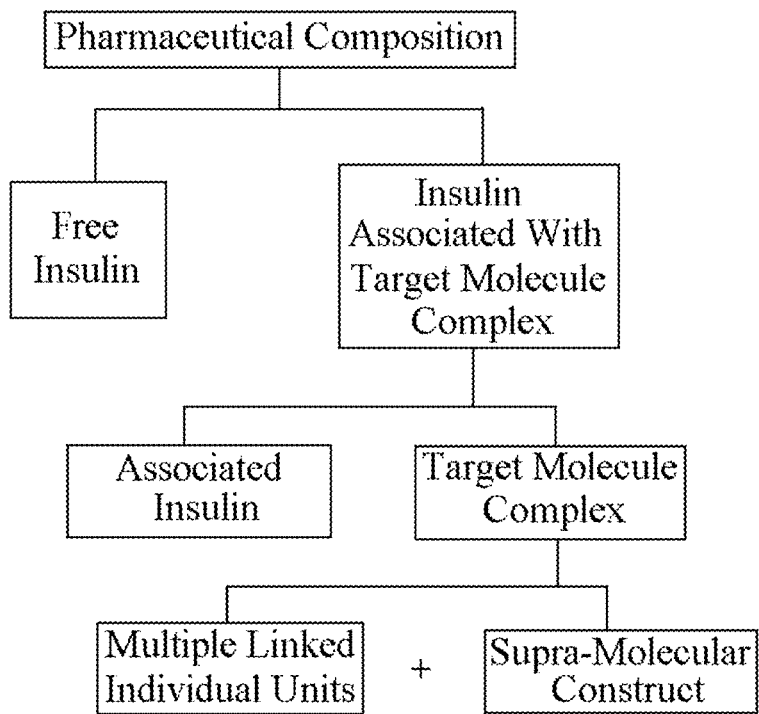 Pharmaceutical Composition
Free
Insulin
Insulin
Associated With
Target Molecule
Complex
Associated
Insulin
Target Molecule
Complex
Multiple Linked
Individual Units
+
Supra-Molecular
Construct